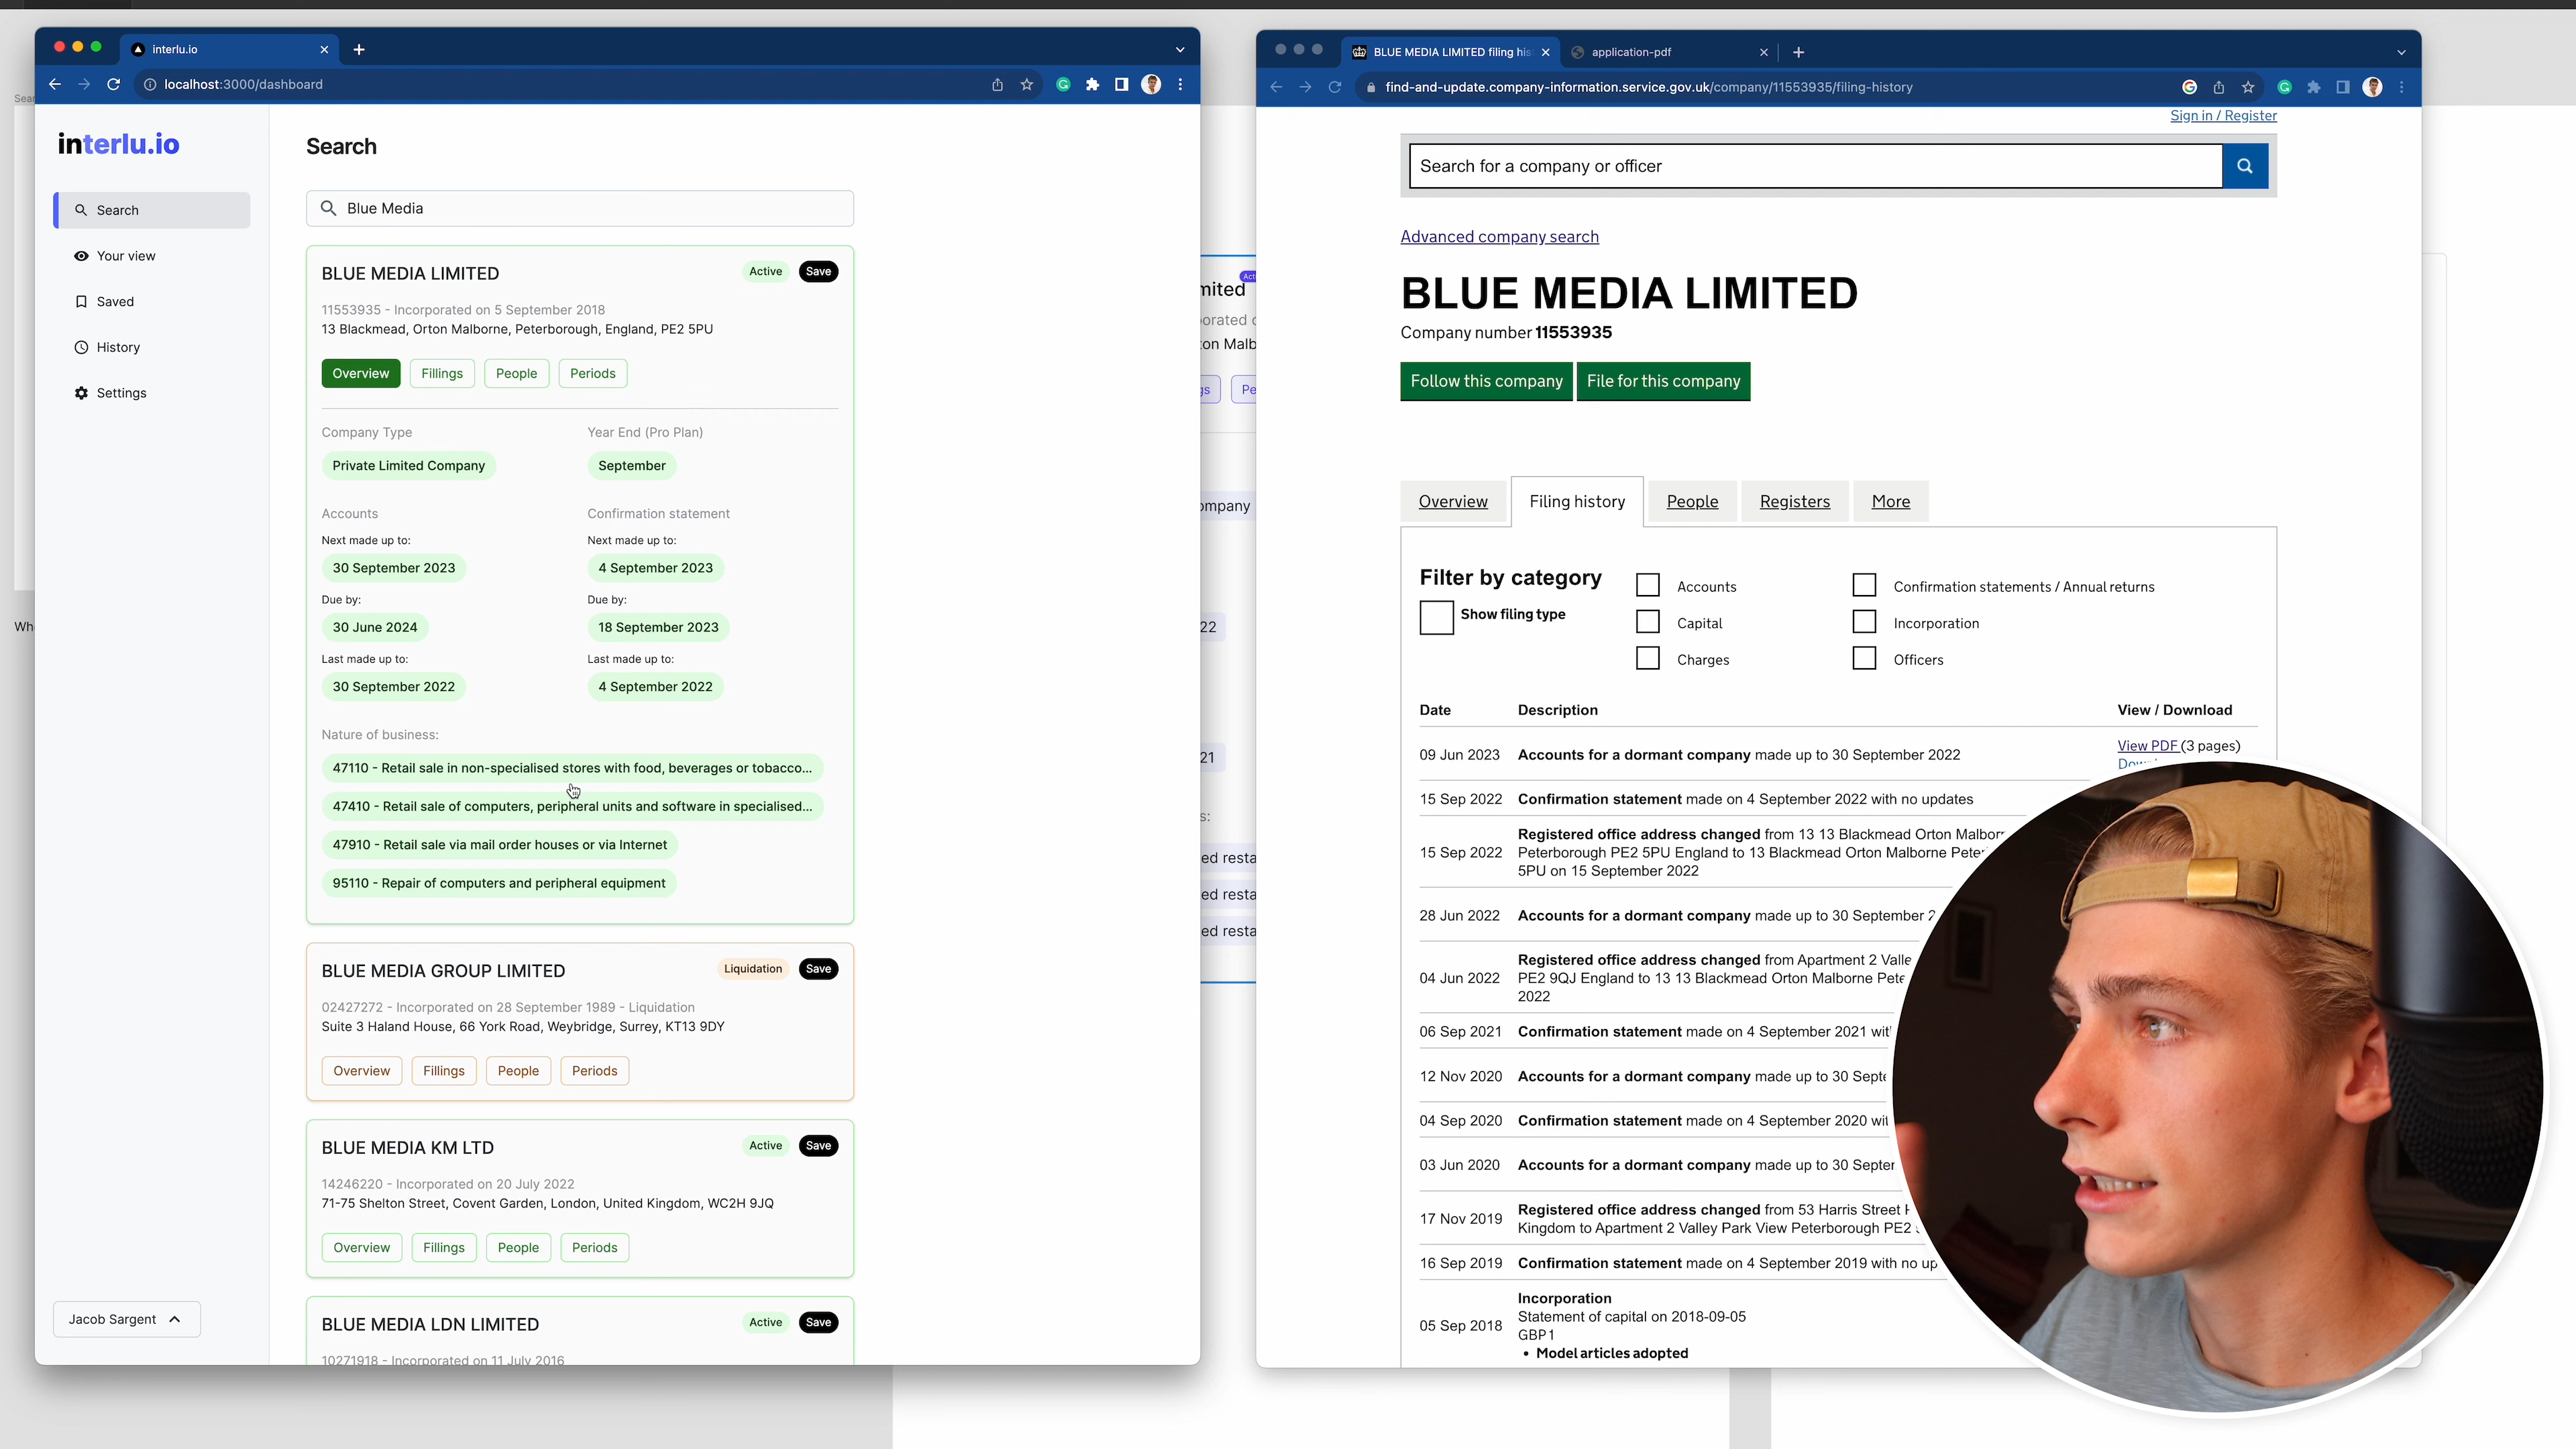 interlu.io
localhost:3000/dashboard
interlu.io
Search
Your view
Saved
History
Settings
Jacob Sargent
Search
Blue Media
BLUE MEDIA LIMITED
Active
Save
11553935 - Incorporated on 5 September 2018
13 Blackmead, Orton Malborne, Peterborough, England, PE2 5PU
Overview
Fillings
People
Periods
Company Type
Year End (Pro Plan)
Private Limited Company
September
Accounts
Confirmation statement
Next made up to:
Next made up to:
30 September 2023
4 September 2023
Due by:
Due by:
30 June 2024
18 September 2023
Last made up to:
Last made up to:
30 September 2022
4 September 2022
Nature of business:
47110 - Retail sale in non-specialised stores with food, beverages or tobacco...
47410 - Retail sale of computers, peripheral units and software in specialised...
47910 - Retail sale via mail order houses or via Internet
95110 - Repair of computers and peripheral equipment
BLUE MEDIA GROUP LIMITED
Liquidation
Save
02427272 - Incorporated on 28 September 1989 - Liquidation
Suite 3 Haland House, 66 York Road, Weybridge, Surrey, KT13 9DY
Overview
Fillings
People
Periods
BLUE MEDIA KM LTD
Active
Save
14246220 - Incorporated on 20 July 2022
71-75 Shelton Street, Covent Garden, London, United Kingdom, WC2H 9JQ
Overview
Fillings
People
Periods
BLUE MEDIA LDN LIMITED
Active
Save
10271918 - Incorporated on 11 July 2016
BLUE MEDIA LIMITED filing his
application-pdf
find-and-update.company-information.service.gov.uk/company/11553935/filing-history
Sign in / Register
Search for a company or officer
Advanced company search
BLUE MEDIA LIMITED
Company number 11553935
Follow this company
File for this company
Overview
Filing history
People
Registers
More
Filter by category
Show filing type
Accounts
Confirmation statements / Annual returns
Capital
Incorporation
Charges
Officers
Date Description View / Download
09 Jun 2023 Accounts for a dormant company made up to 30 September 2022 View PDF (3 pages)
15 Sep 2022 Confirmation statement made on 4 September 2022 with no updates
15 Sep 2022 Registered office address changed from 13 13 Blackmead Orton
Peterborough PE2 5PU England to 13 Blackmead Orton Malborne
5PU on 15 September 2022
28 Jun 2022 Accounts for a dormant company made up to 30 September
04 Jun 2022 Registered office address changed from Apartment 2
PE2 9QJ England to 13 13 Blackmead Orton Malborne
2022
06 Sep 2021 Confirmation statement made on 4 September 2021
12 Nov 2020 Accounts for a dormant company made up to 30
04 Sep 2020 Confirmation statement made on 4 September 2020
03 Jun 2020 Accounts for a dormant company made up to 30
17 Nov 2019 Registered office address changed from 53 Harris Street
Kingdom to Apartment 2 Valley Park View Peterborough PE2
16 Sep 2019 Confirmation statement made on 4 September 2019 with no
05 Sep 2018 Incorporation
Statement of capital on 2018-09-05
GBP 1
• Model articles adopted